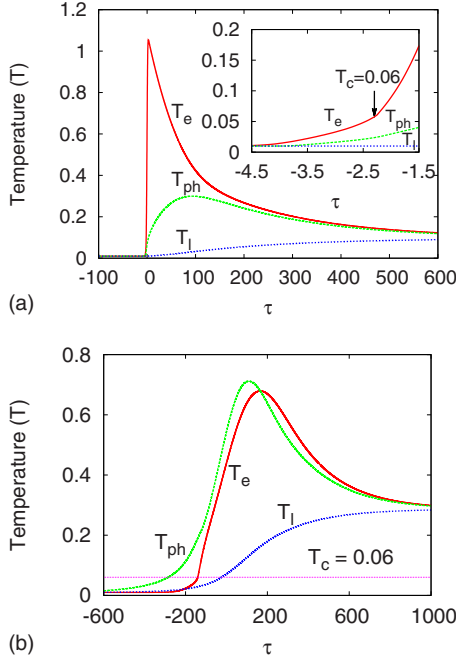 1.2
1
0.8
0.6
0.4
0.2
0
Temperature (T)
-100 0 100 200 300 400 500 600
τ
(a)
T_e
T_ph
T_l
0.2
0.15
0.1
0.05
0
-4.5 -3.5 -2.5 -1.5
τ
T_c=0.06
T_e
T_ph
T_l
0.8
0.6
0.4
0.2
0
Temperature (T)
-600 -200 200 600 1000
τ
(b)
T_ph
T_e
T_l
T_c = 0.06